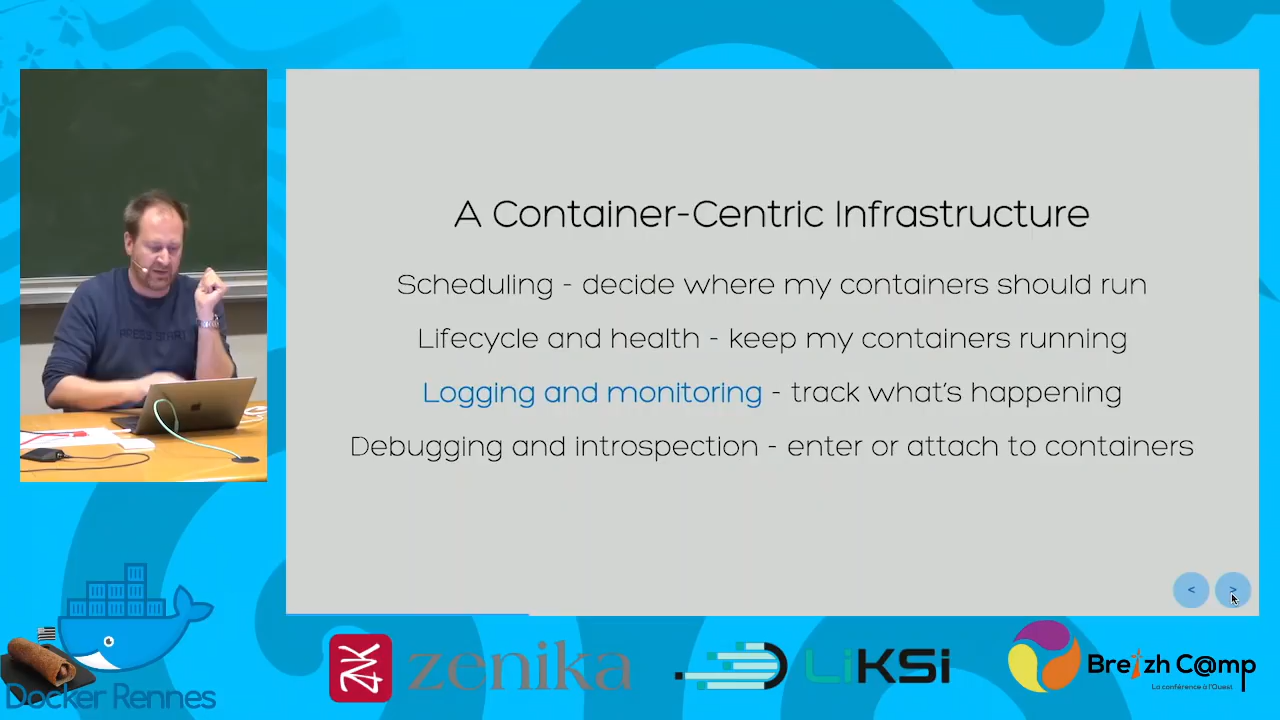 A Container-Centric Infrastructure
Scheduling - decide where my containers should run
Lifecycle and health - keep my containers running
Logging and monitoring - track what's happening
Debugging and introspection - enter or attach to containers
< >
PRESS START
Docker Rennes
zenika
LiKSi
Breizh C@mp
La conférence à l'Ouest